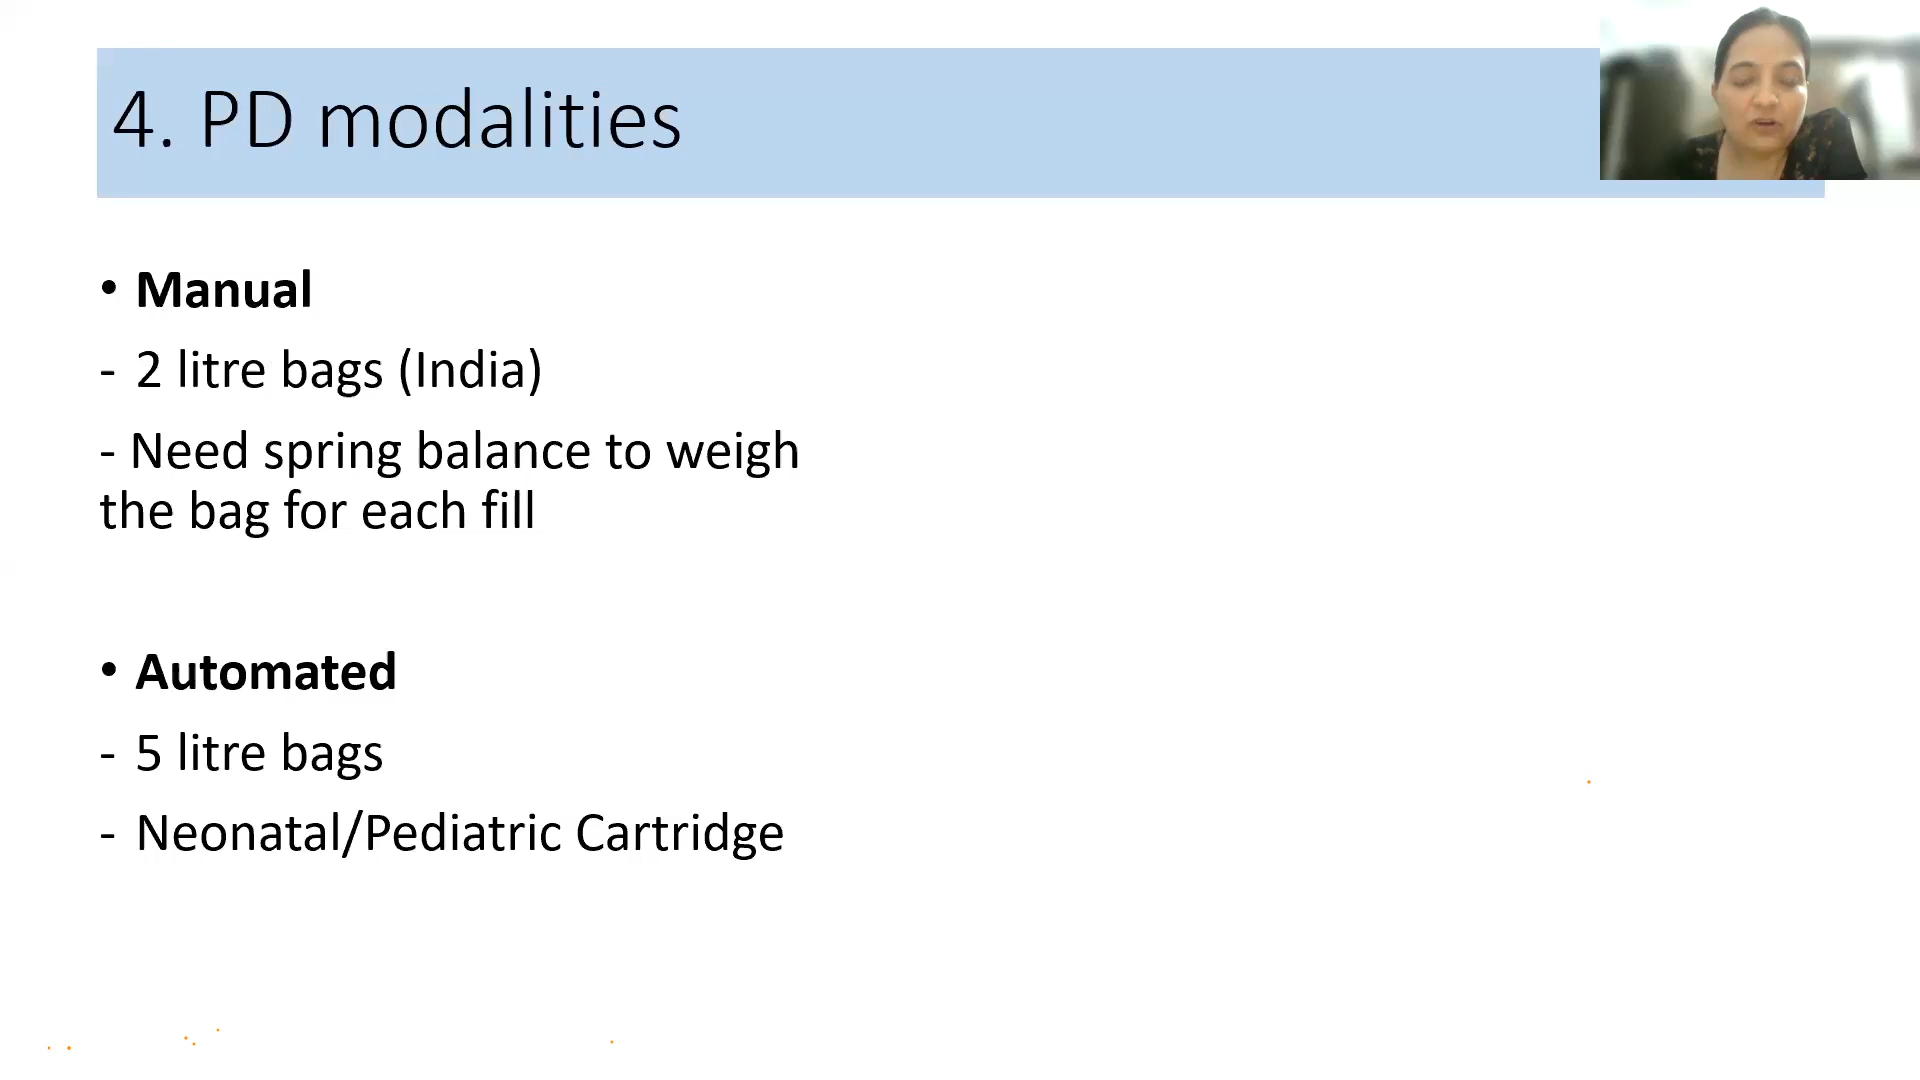 4. PD modalities
• Manual
- 2 litre bags (India)
- Need spring balance to weigh
the bag for each fill
• Automated
- 5 litre bags
- Neonatal/Pediatric Cartridge